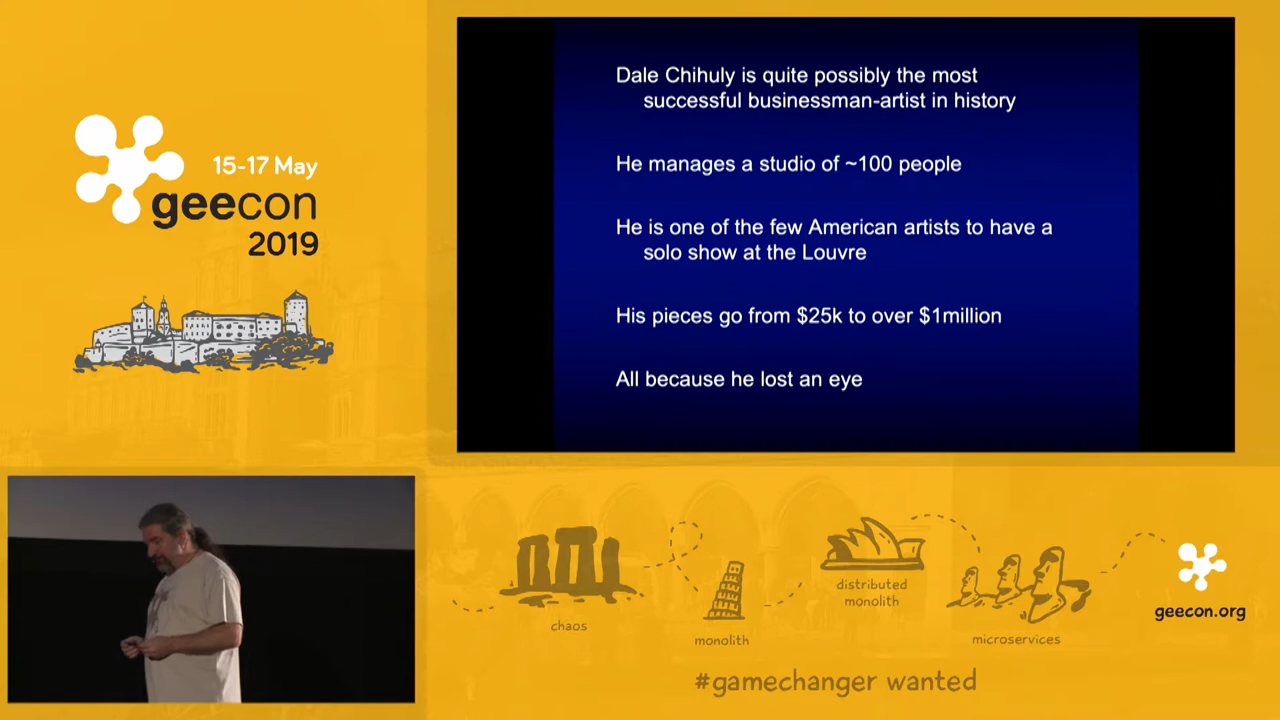 15-17 May
geecon
2019
Dale Chihuly is quite possibly the most
successful businessman-artist in history
He manages a studio of ~100 people
He is one of the few American artists to have a
solo show at the Louvre
His pieces go from $25k to over $1million
All because he lost an eye
chaos
monolith
distributed
monolith
microservices
geecon.org
#gamechanger wanted